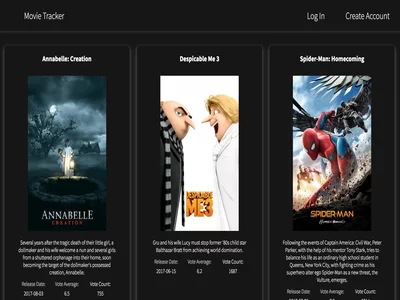 Movie Tracker
Log In
Create Account
Annabelle: Creation
Despicable Me 3
Spider-Man: Homecoming
ANNABELLE
CREATION
DESPICABLE
ME3
SPIDER-MAN
HOMECOMING
Several years after the tragic death of their little girl, a
dollmaker and his wife welcome a nun and several girls
from a shuttered orphanage into their home, soon
becoming the target of the dollmaker's possessed
creation, Annabelle.
Release Date:
Vote Average:
Vote Count:
2017-08-03
6.5
755
Gru and his wife Lucy must stop former '80s child star
Balthazar Bratt from achieving world domination.
Release Date:
Vote Average:
Vote Count:
2017-06-15
6.2
1687
Following the events of Captain America: Civil War, Peter
Parker, with the help of his mentor Tony Stark, tries to
balance his life as an ordinary high school student in
Queens, New York City, with fighting crime as his
superhero alter ego Spider-Man as a new threat, the
Vulture, emerges.
Release Date:
Vote Average:
Vote Count: